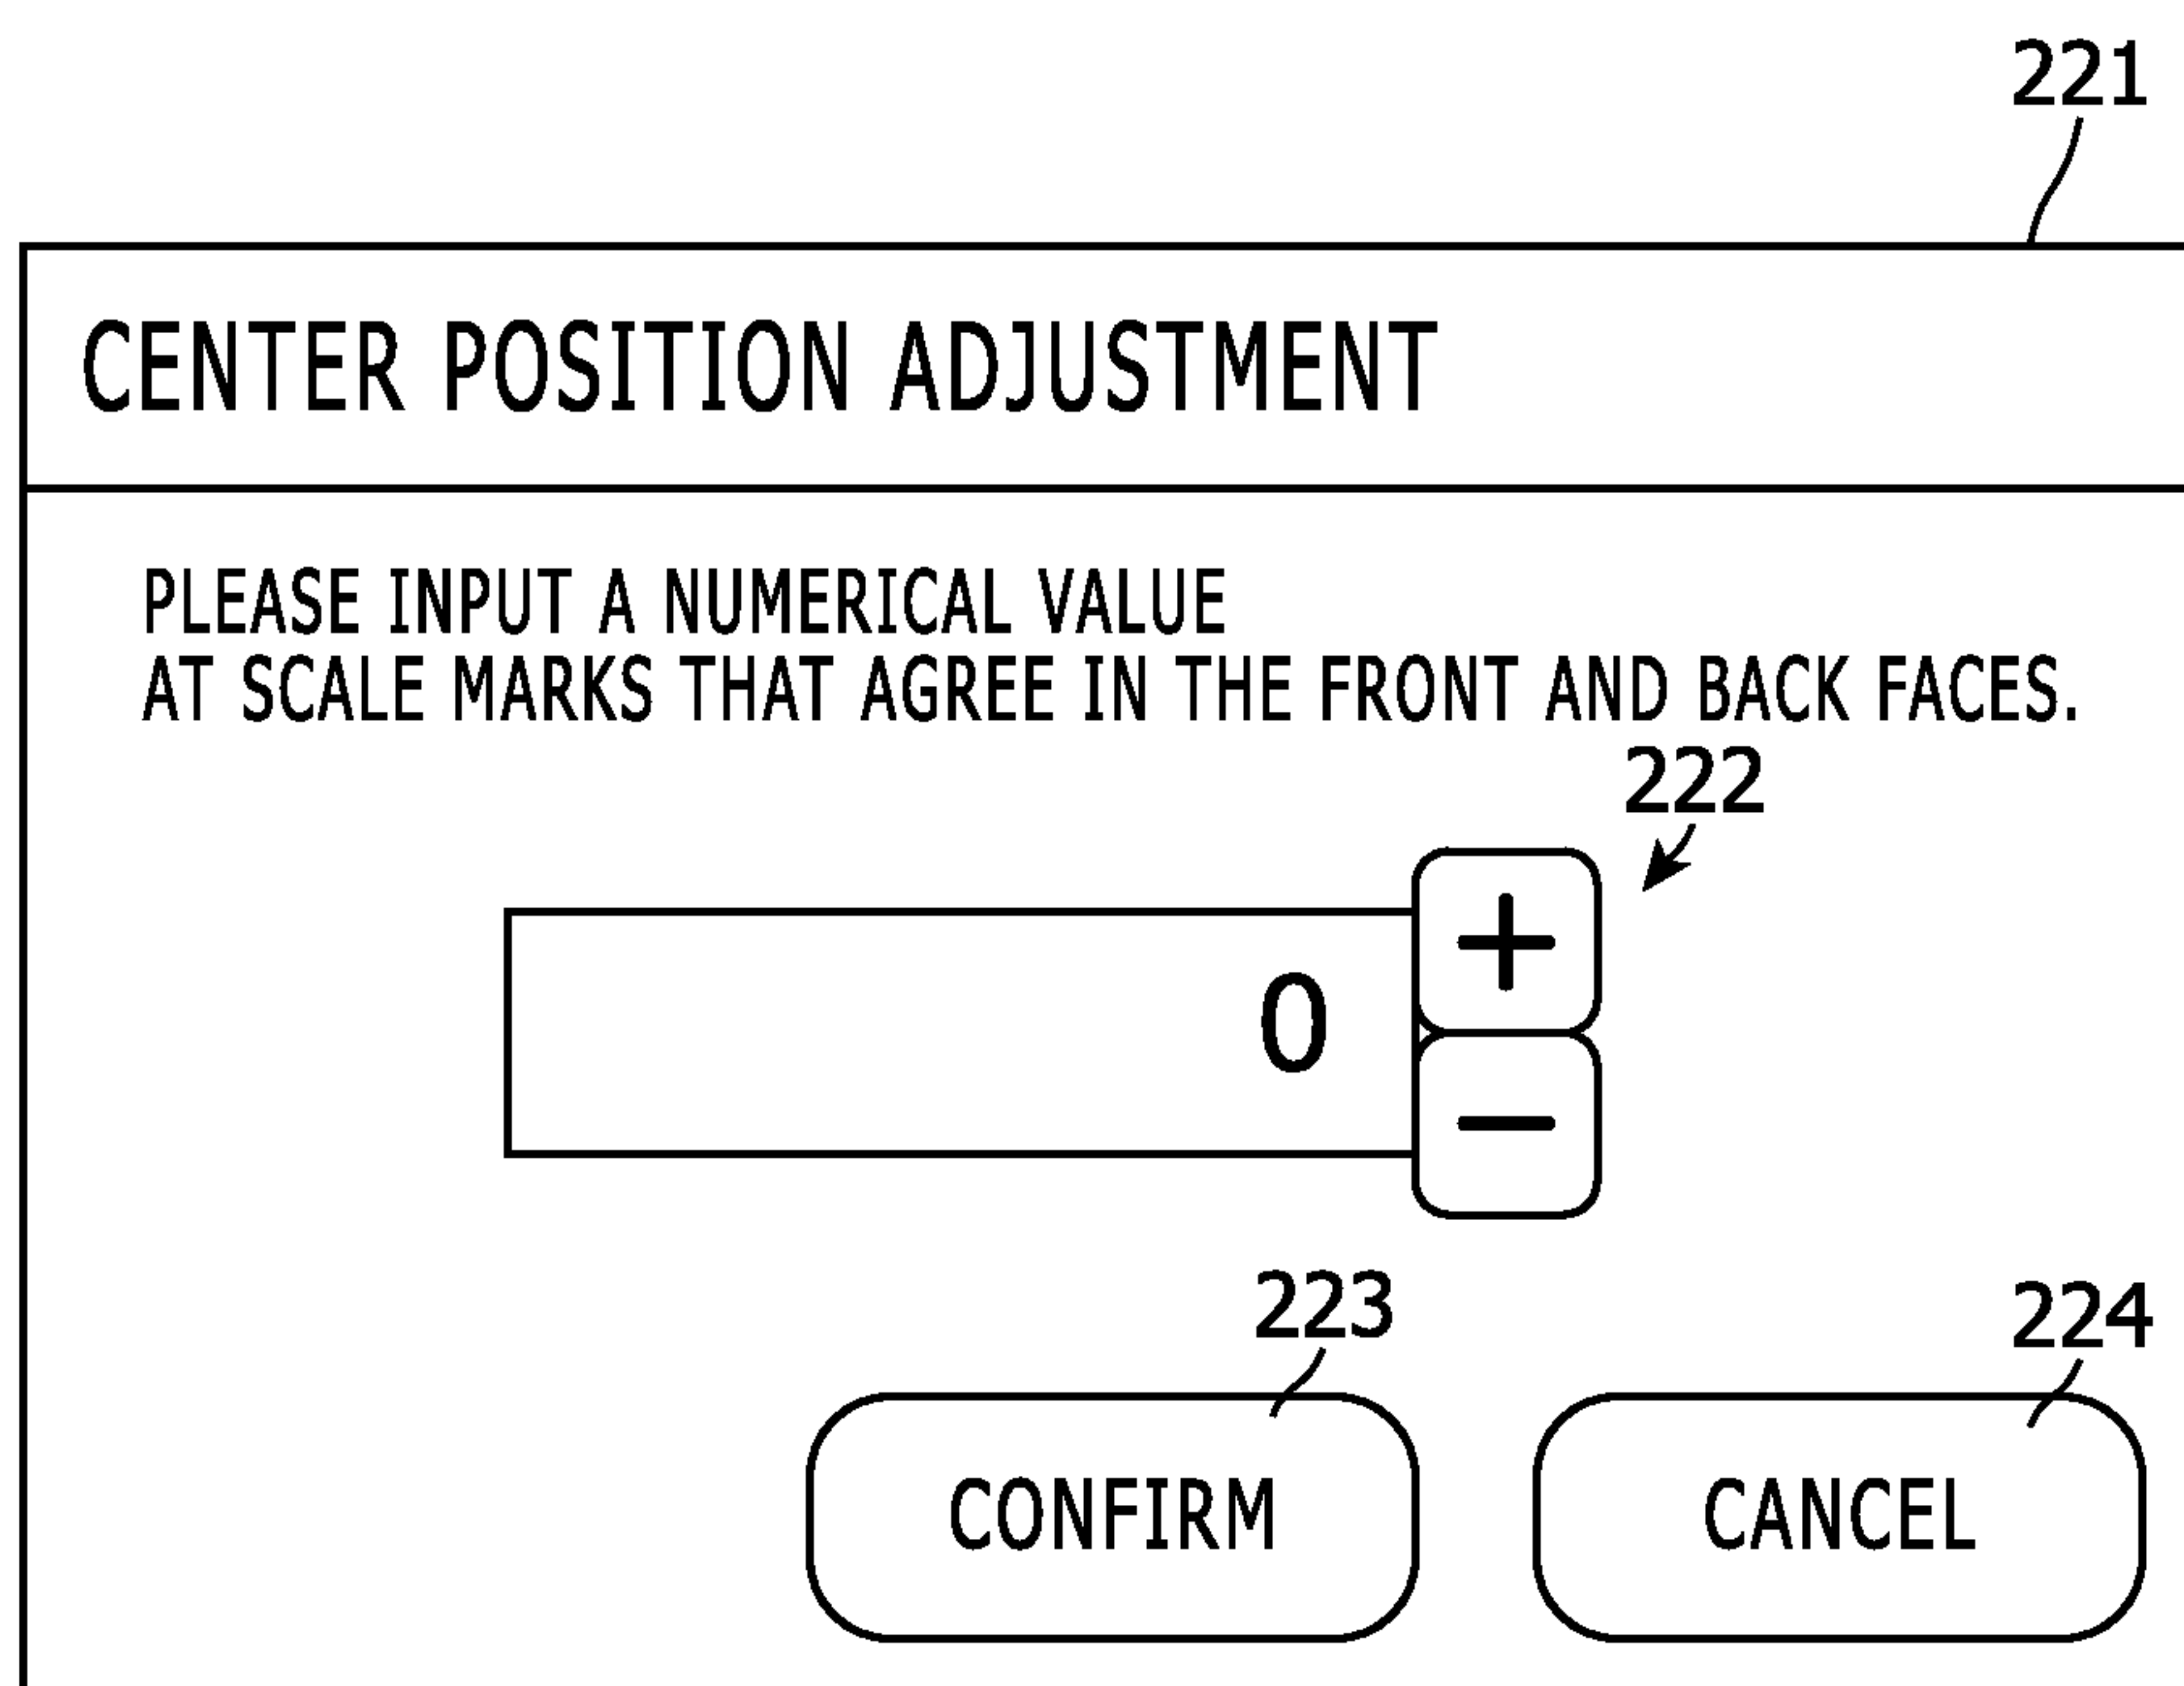 221
CENTER POSITION ADJUSTMENT
PLEASE INPUT A NUMERICAL VALUE
AT SCALE MARKS THAT AGREE IN THE FRONT AND BACK FACES.
222
+
0
−
223
224
CONFIRM
CANCEL